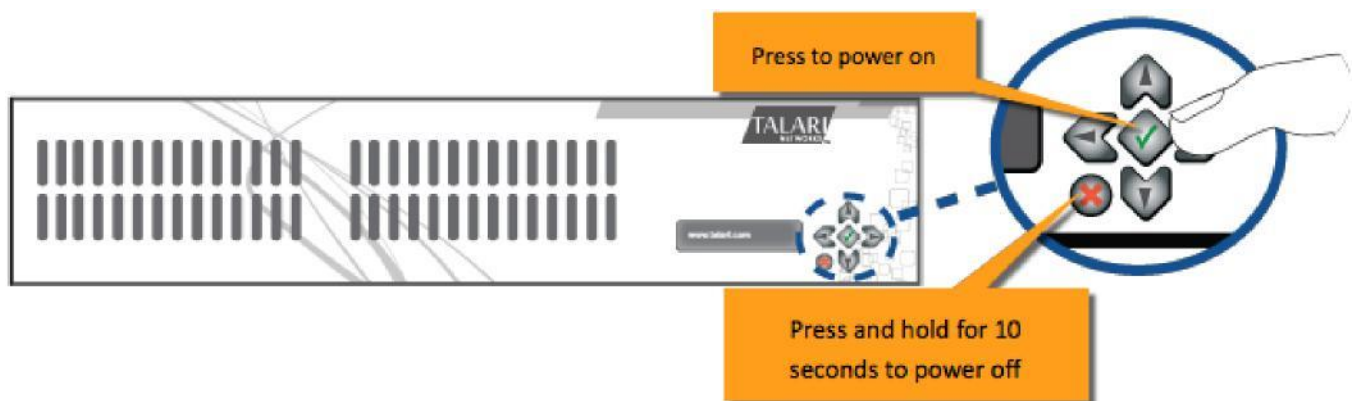 Press to power on
TALARI
NETWORKS
www.talari.com
Press and hold for 10
seconds to power off